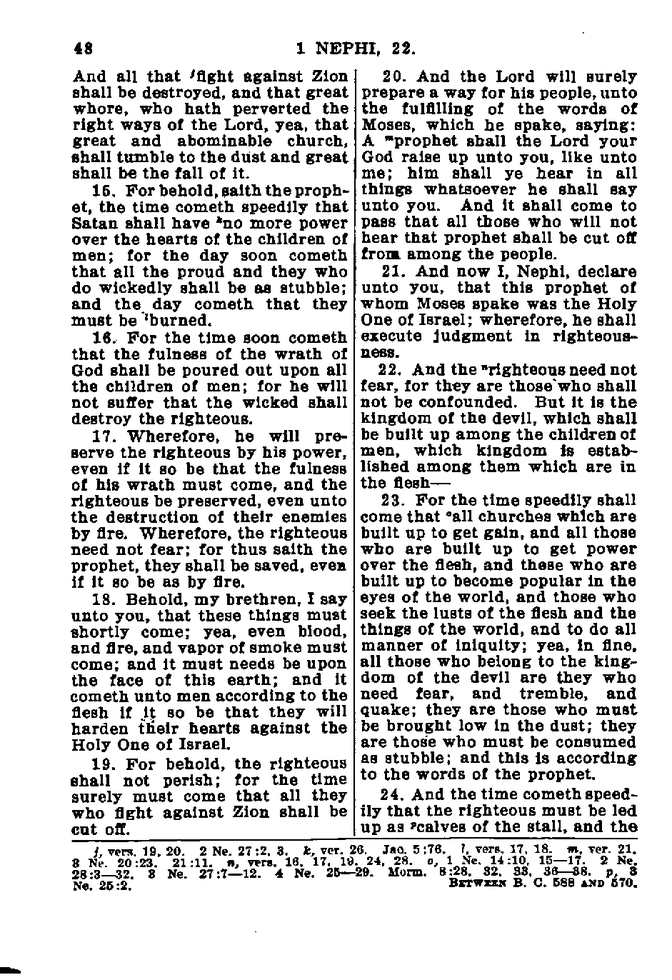 48
1 NEPHI, 22.
And all that jfight against Zion
shall be destroyed, and that great
whore, who hath perverted the
right ways of the Lord, yea, that
great and abominable church,
shall tumble to the dust and great
shall be the fall of it.
15. For behold, saith the proph-
et, the time cometh speedily that
Satan shall have kno more power
over the hearts of the children of
men; for the day soon cometh
that all the proud and they who
do wickedly shall be as stubble;
and the day cometh that they
must be lburned.
16. For the time soon cometh
that the fulness of the wrath of
God shall be poured out upon all
the children of men; for he will
not suffer that the wicked shall
destroy the righteous.
17. Wherefore, he will pre-
serve the righteous by his power,
even if it so be that the fulness
of his wrath must come, and the
righteous be preserved, even unto
the destruction of their enemies
by fire. Wherefore, the righteous
need not fear; for thus saith the
prophet, they shall be saved, even
if it so be as by fire.
18. Behold, my brethren, I say
unto you, that these things must
shortly come; yea, even blood,
and fire, and vapor of smoke must
come; and it must needs be upon
the face of this earth; and it
cometh unto men according to the
flesh if it so be that they will
harden their hearts against the
Holy One of Israel.
19. For behold, the righteous
shall not perish; for the time
surely must come that all they
who fight against Zion shall be
cut off.
20. And the Lord will surely
prepare a way for his people, unto
the fulfilling of the words of
Moses, which he spake, saying:
A mprophet shall the Lord your
God raise up unto you, like unto
me; him shall ye hear in all
things whatsoever he shall say
unto you. And it shall come to
pass that all those who will not
hear that prophet shall be cut off
from among the people.
21. And now I, Nephi, declare
unto you, that this prophet of
whom Moses spake was the Holy
One of Israel; wherefore, he shall
execute judgment in righteous-
ness.
22. And the nrighteous need not
fear, for they are those who shall
not be confounded. But it is the
kingdom of the devil, which shall
be built up among the children of
men, which kingdom is estab-
lished among them which are in
the flesh—
23. For the time speedily shall
come that oall churches which are
built up to get gain, and all those
who are built up to get power
over the flesh, and those who are
built up to become popular in the
eyes of the world, and those who
seek the lusts of the flesh and the
things of the world, and to do all
manner of iniquity; yea, in fine,
all those who belong to the king-
dom of the devil are they who
need fear, and tremble, and
quake; they are those who must
be brought low in the dust; they
are those who must be consumed
as stubble; and this is according
to the words of the prophet.
24. And the time cometh speed-
ily that the righteous must be led
up as pcalves of the stall, and the
j, vers. 19, 20. 2 Ne. 27:2, 3. k, ver. 26. Jac. 5:76. l, vers. 17, 18. m, ver. 21.
3 Ne. 20:23. 21:11. n, vers. 16, 17, 19, 24, 28. o, 1 Ne. 14:10, 15—17. 2 Ne.
28:3—32. 3 Ne. 27:7—12. 4 Ne. 25—29. Morm. 8:28, 32, 33, 36—38. p, 3
Ne. 25:2. BETWEEN B. C. 588 AND 570.